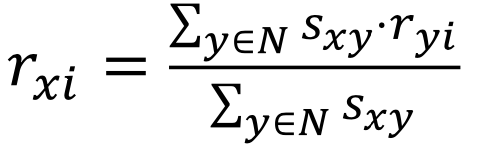 r_{xi} = \frac{\sum_{y \in N} s_{xy} \cdot r_{yi}}{\sum_{y \in N} s_{xy}}